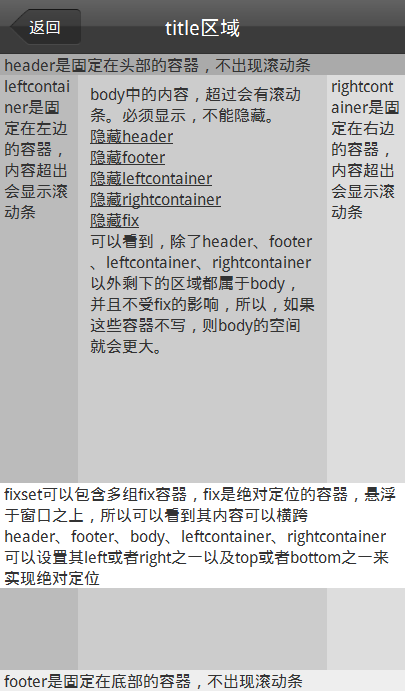 返回
title区域
header是固定在头部的容器，不出现滚动条
leftcontai
ner是固
定在左边
的容器，
内容超出
会显示滚
动条
body中的内容，超过会有滚动
条。必须显示，不能隐藏。
隐藏header
隐藏footer
隐藏leftcontainer
隐藏rightcontainer
隐藏fix
可以看到，除了header、footer
、leftcontainer、rightcontainer
以外剩下的区域都属于body，
并且不受fix的影响，所以，如果
这些容器不写，则body的空间
就会更大。
rightcont
ainer是固
定在右边
的容器，
内容超出
会显示滚
动条
fixset可以包含多组fix容器，fix是绝对定位的容器，悬浮
于窗口之上，所以可以看到其内容可以横跨
header、footer、body、leftcontainer、rightcontainer
可以设置其left或者right之一以及top或者bottom之一来
实现绝对定位
footer是固定在底部的容器，不出现滚动条